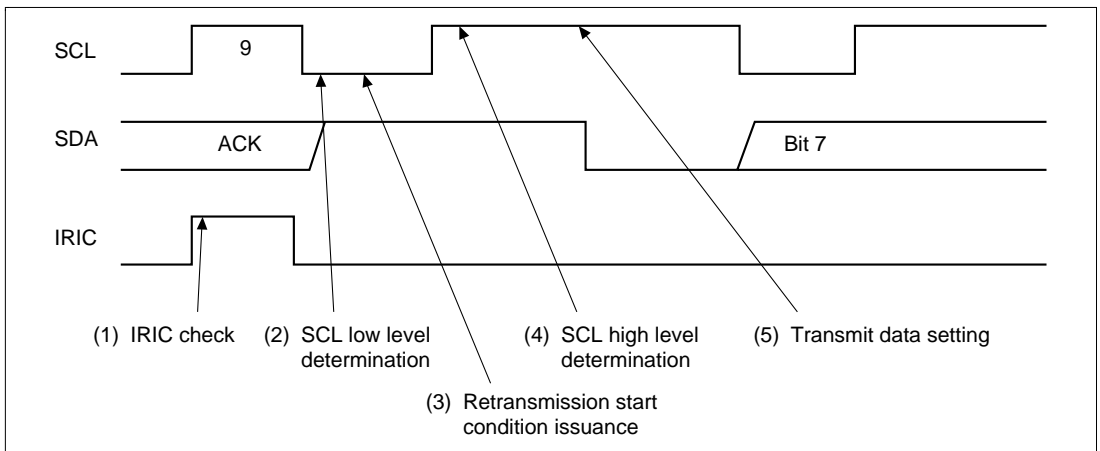 SCL
9
SDA
ACK
Bit 7
IRIC
(1) IRIC check
(2) SCL low level
determination
(4) SCL high level
determination
(5) Transmit data setting
(3) Retransmission start
condition issuance